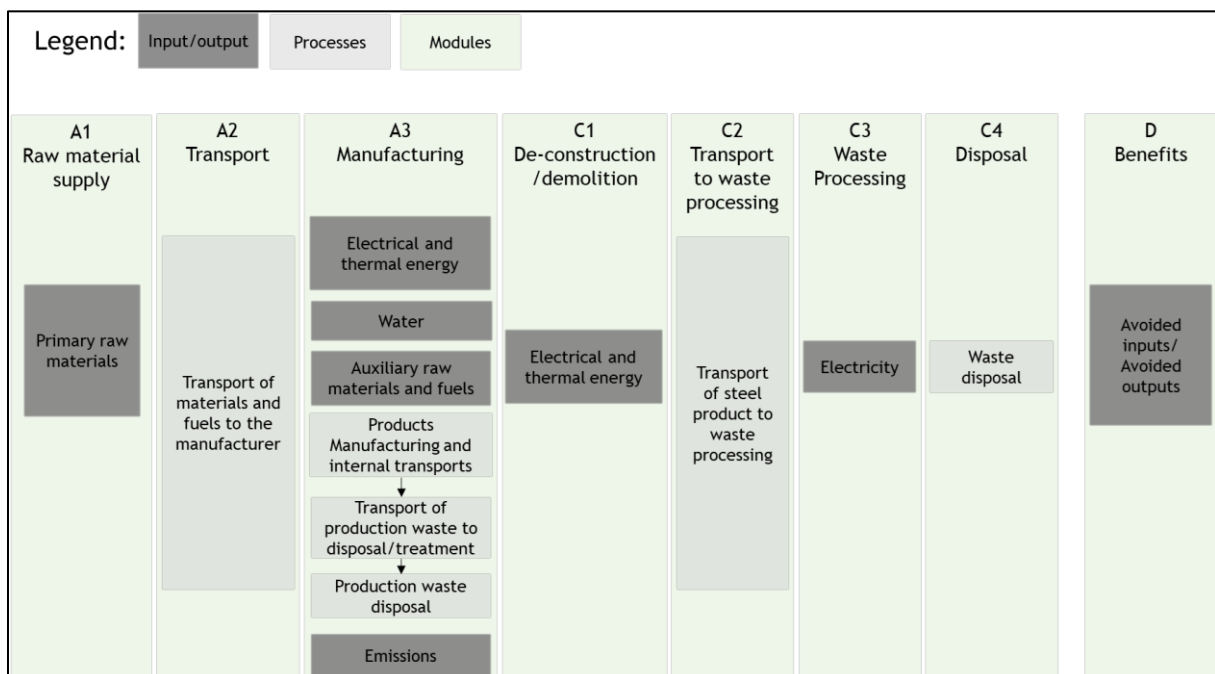 Legend:
Input/output
Processes
Modules
A1
Raw material
supply
Primary raw
materials
A2
Transport
Transport of
materials and
fuels to the
manufacturer
A3
Manufacturing
Electrical and
thermal energy
Water
Auxiliary raw
materials and fuels
Products
Manufacturing and
internal transports
Transport of
production waste to
disposal/treatment
Production waste
disposal
Emissions
C1
De-construction
/demolition
Electrical and
thermal energy
C2
Transport
to waste
processing
Transport
of steel
product to
waste
processing
C3
Waste
Processing
Electricity
C4
Disposal
Waste
disposal
D
Benefits
Avoided
inputs/
Avoided
outputs